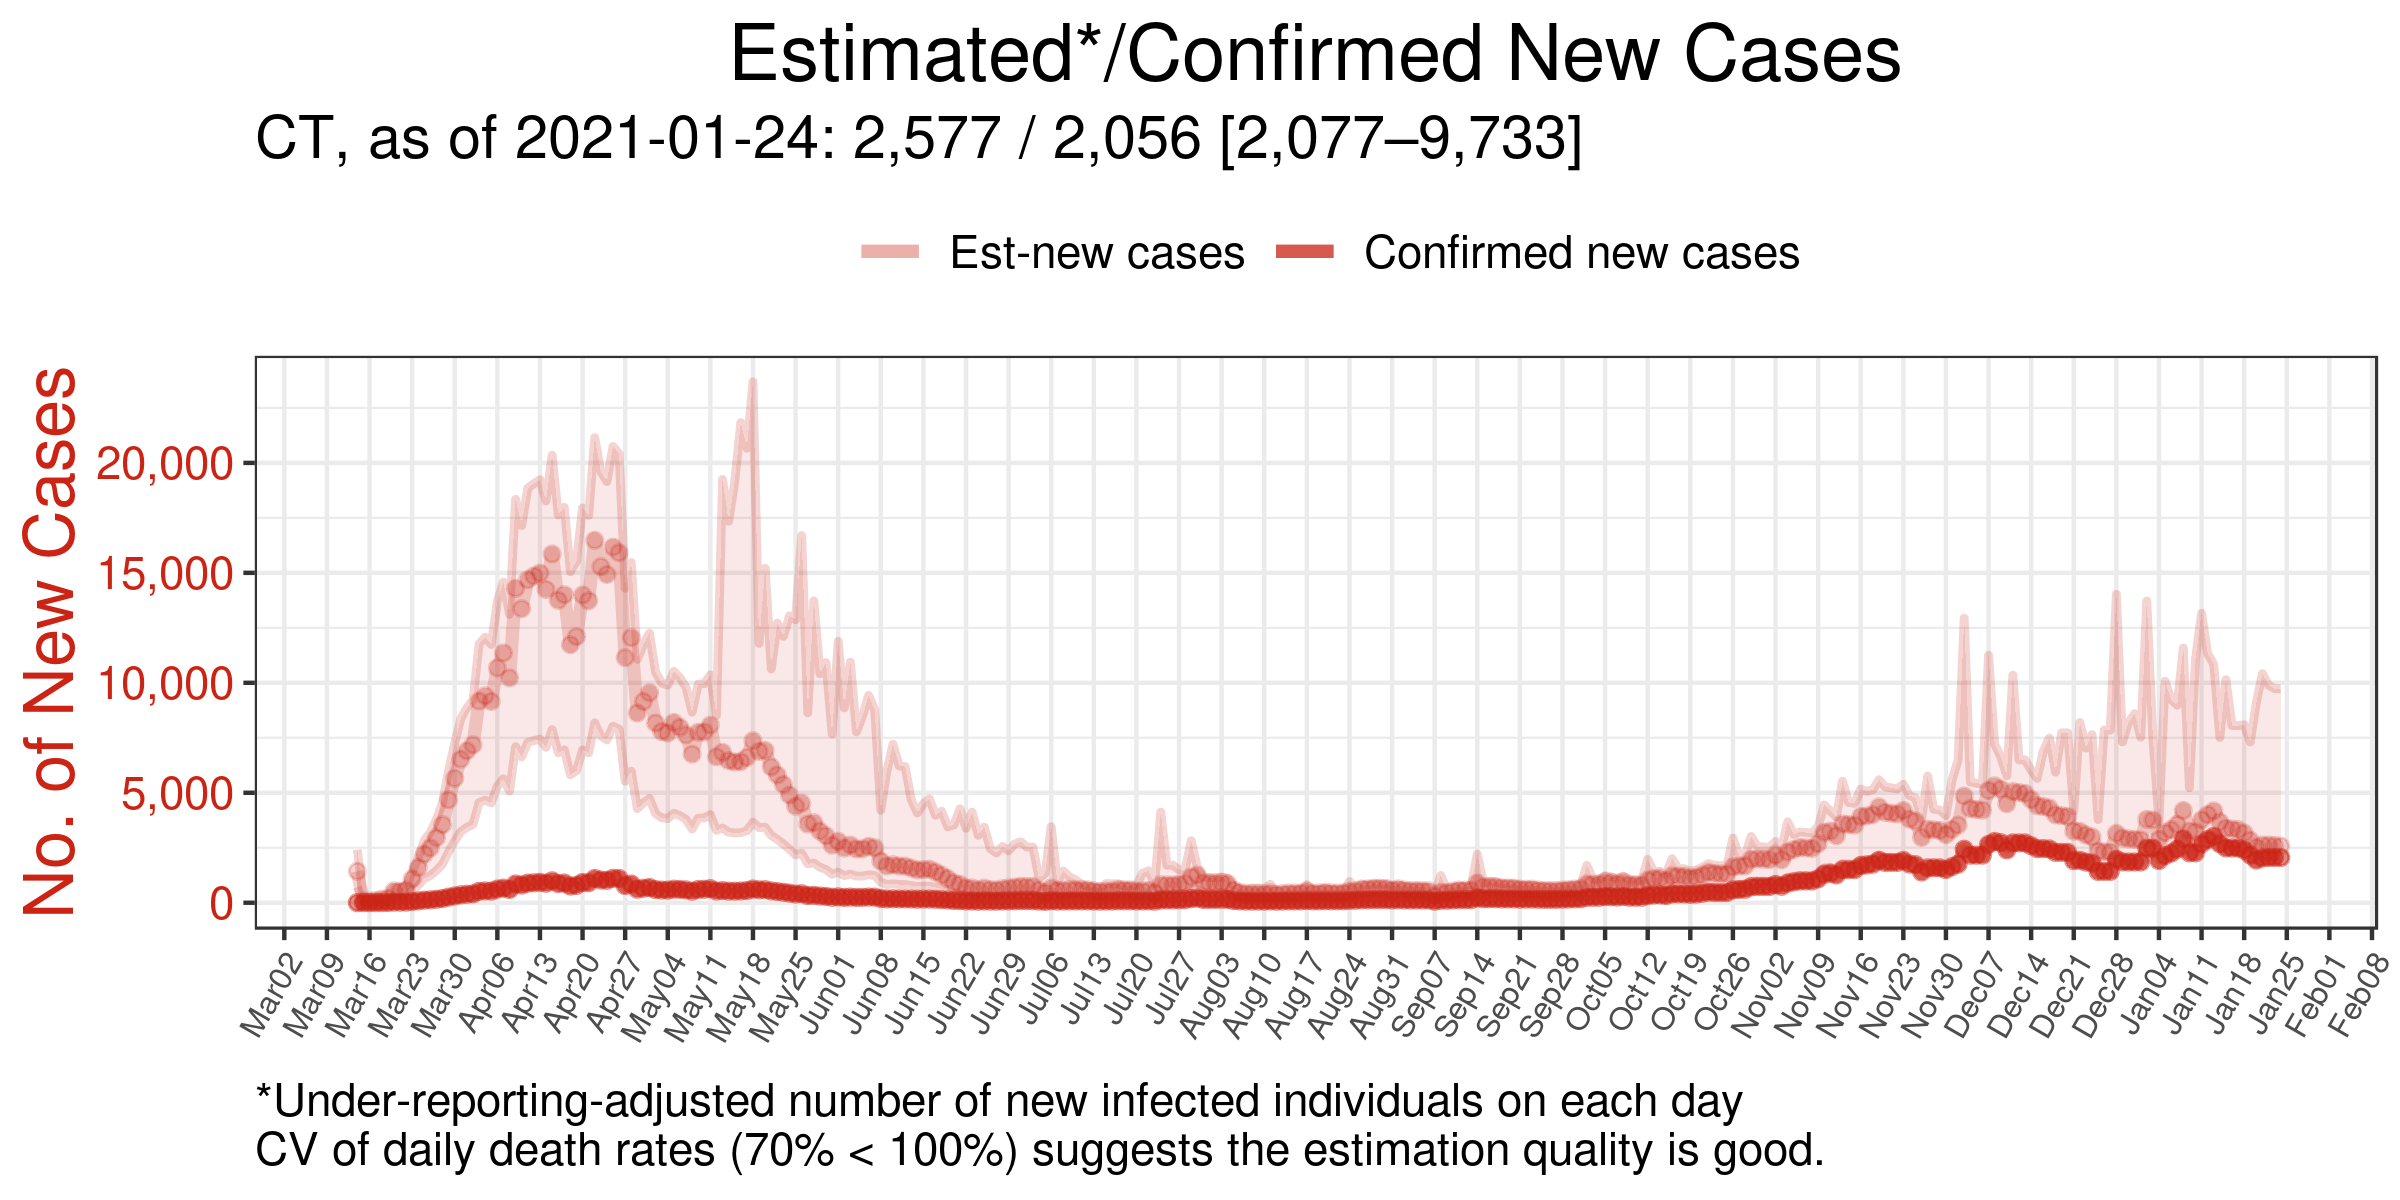 Estimated*/Confirmed New Cases
CT, as of 2021-01-24: 2,577 / 2,056 [2,077–9,733]
Est-new cases
Confirmed new cases
No. of New Cases
20,000
15,000
10,000
5,000
0
Mar02
Mar09
Mar16
Mar23
Mar30
Apr06
Apr13
Apr20
Apr27
May04
May11
May18
May25
Jun01
Jun08
Jun15
Jun22
Jun29
Jul06
Jul13
Jul20
Jul27
Aug03
Aug10
Aug17
Aug24
Aug31
Sep07
Sep14
Sep21
Sep28
Oct05
Oct12
Oct19
Oct26
Nov02
Nov09
Nov16
Nov23
Nov30
Dec07
Dec14
Dec21
Dec28
Jan04
Jan11
Jan18
Jan25
Feb01
Feb08
*Under-reporting-adjusted number of new infected individuals on each day
CV of daily death rates (70% < 100%) suggests the estimation quality is good.